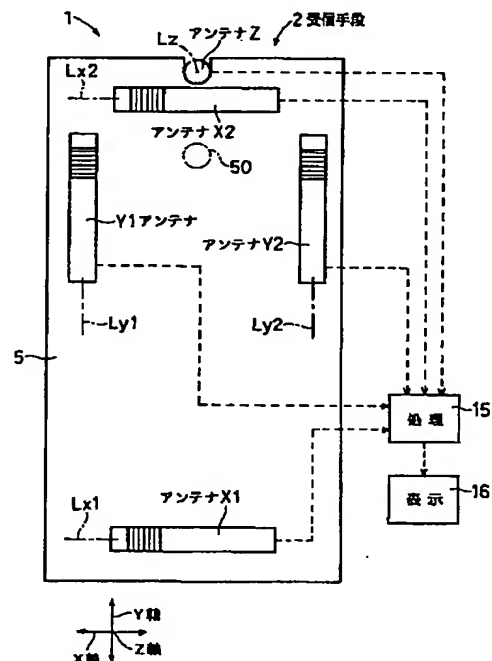 1
Lz
アンテナZ
2 受信手段
Lx2
アンテナX2
50
Y1アンテナ
アンテナY2
Ly1
Ly2
5
処理
15
表示
16
アンテナX1
Lx1
Y軸
Z軸
X軸